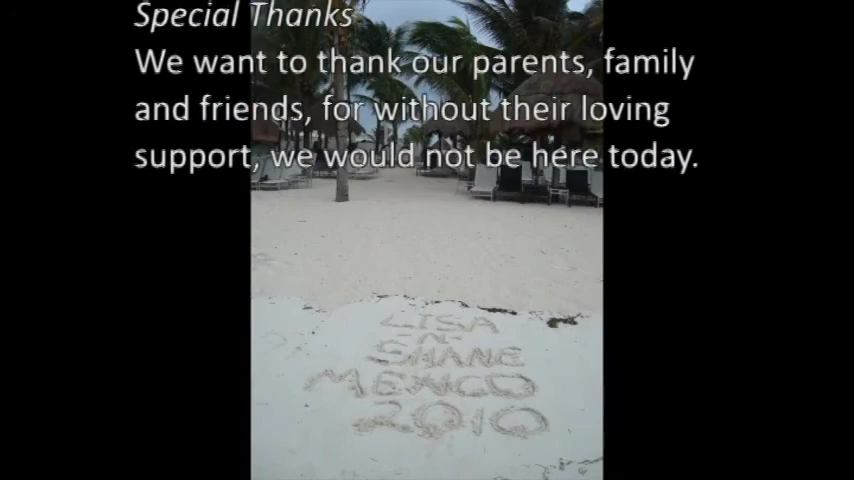 Special Thanks
We want to thank our parents, family
and friends, for without their loving
support, we would not be here today.
LISA
-N-
SHANE
MEXICO
2010